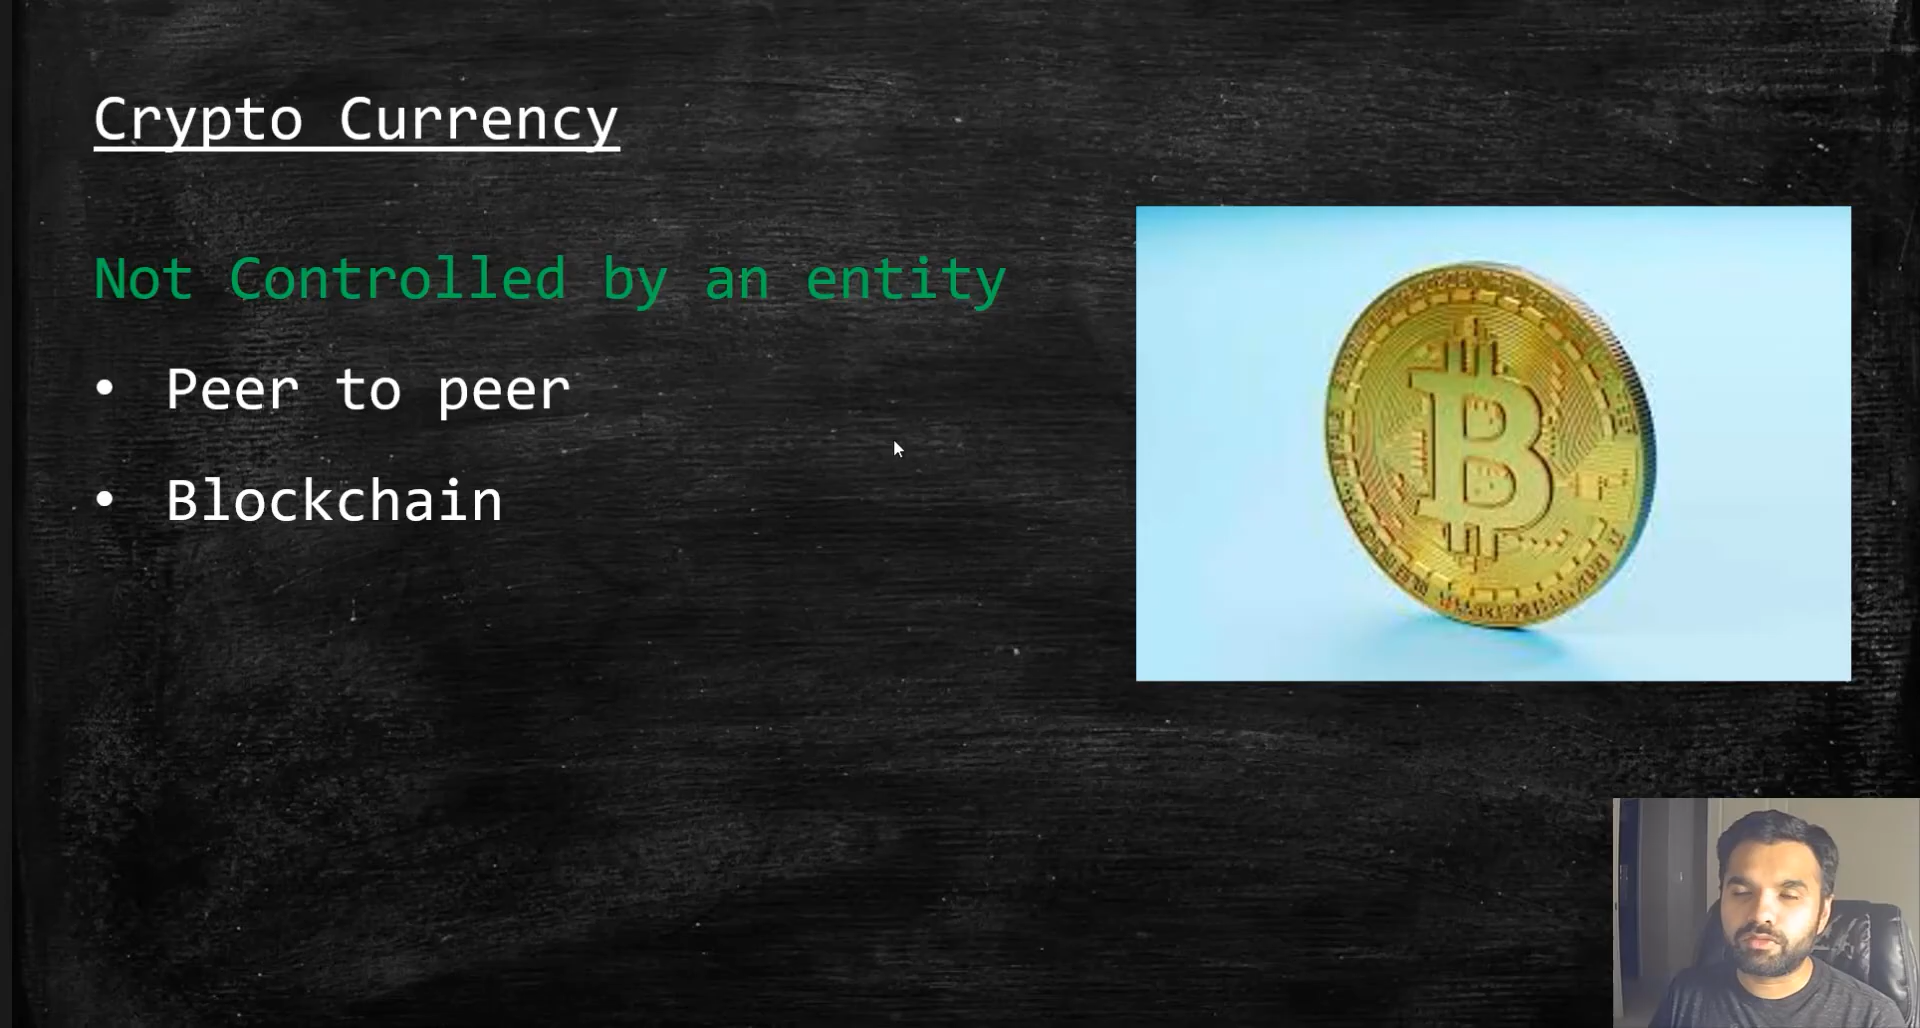 Crypto Currency
Not Controlled by an entity
• Peer to peer
• Blockchain